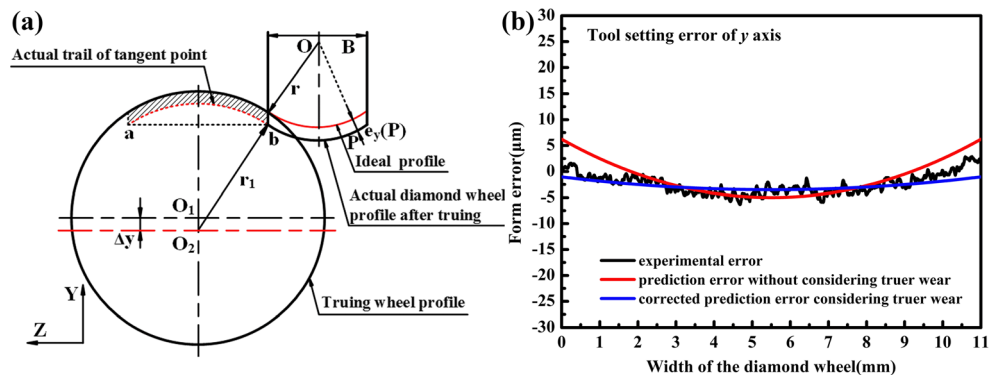 (a)
Actual trail of tangent point
O
B
r
a
b
P
e_y(P)
Ideal profile
r₁
Actual diamond wheel
profile after truing
O₁
Δy
O₂
Y
Z
Truing wheel profile
(b)
Tool setting error of y axis
Form error(μm)
30
25
20
15
10
5
0
-5
-10
-15
-20
-25
-30
experimental error
prediction error without considering truer wear
corrected prediction error considering truer wear
0 1 2 3 4 5 6 7 8 9 10 11
Width of the diamond wheel(mm)